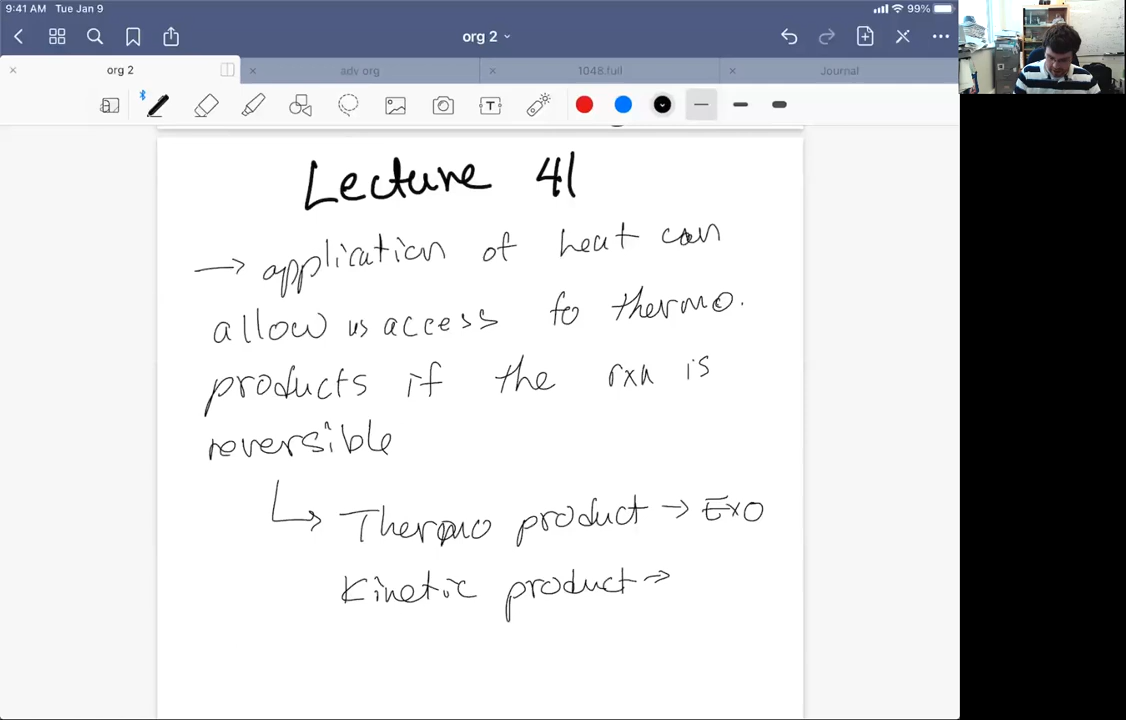 9:41 AM Tue Jan 9
99%
org 2
org 2
adv org
1048.full
Journal
T
Lecture 41
→ application of heat can
allow us access to thermo.
products if the rxn is
reversible
↳ Thermo product → Exo
Kinetic product →